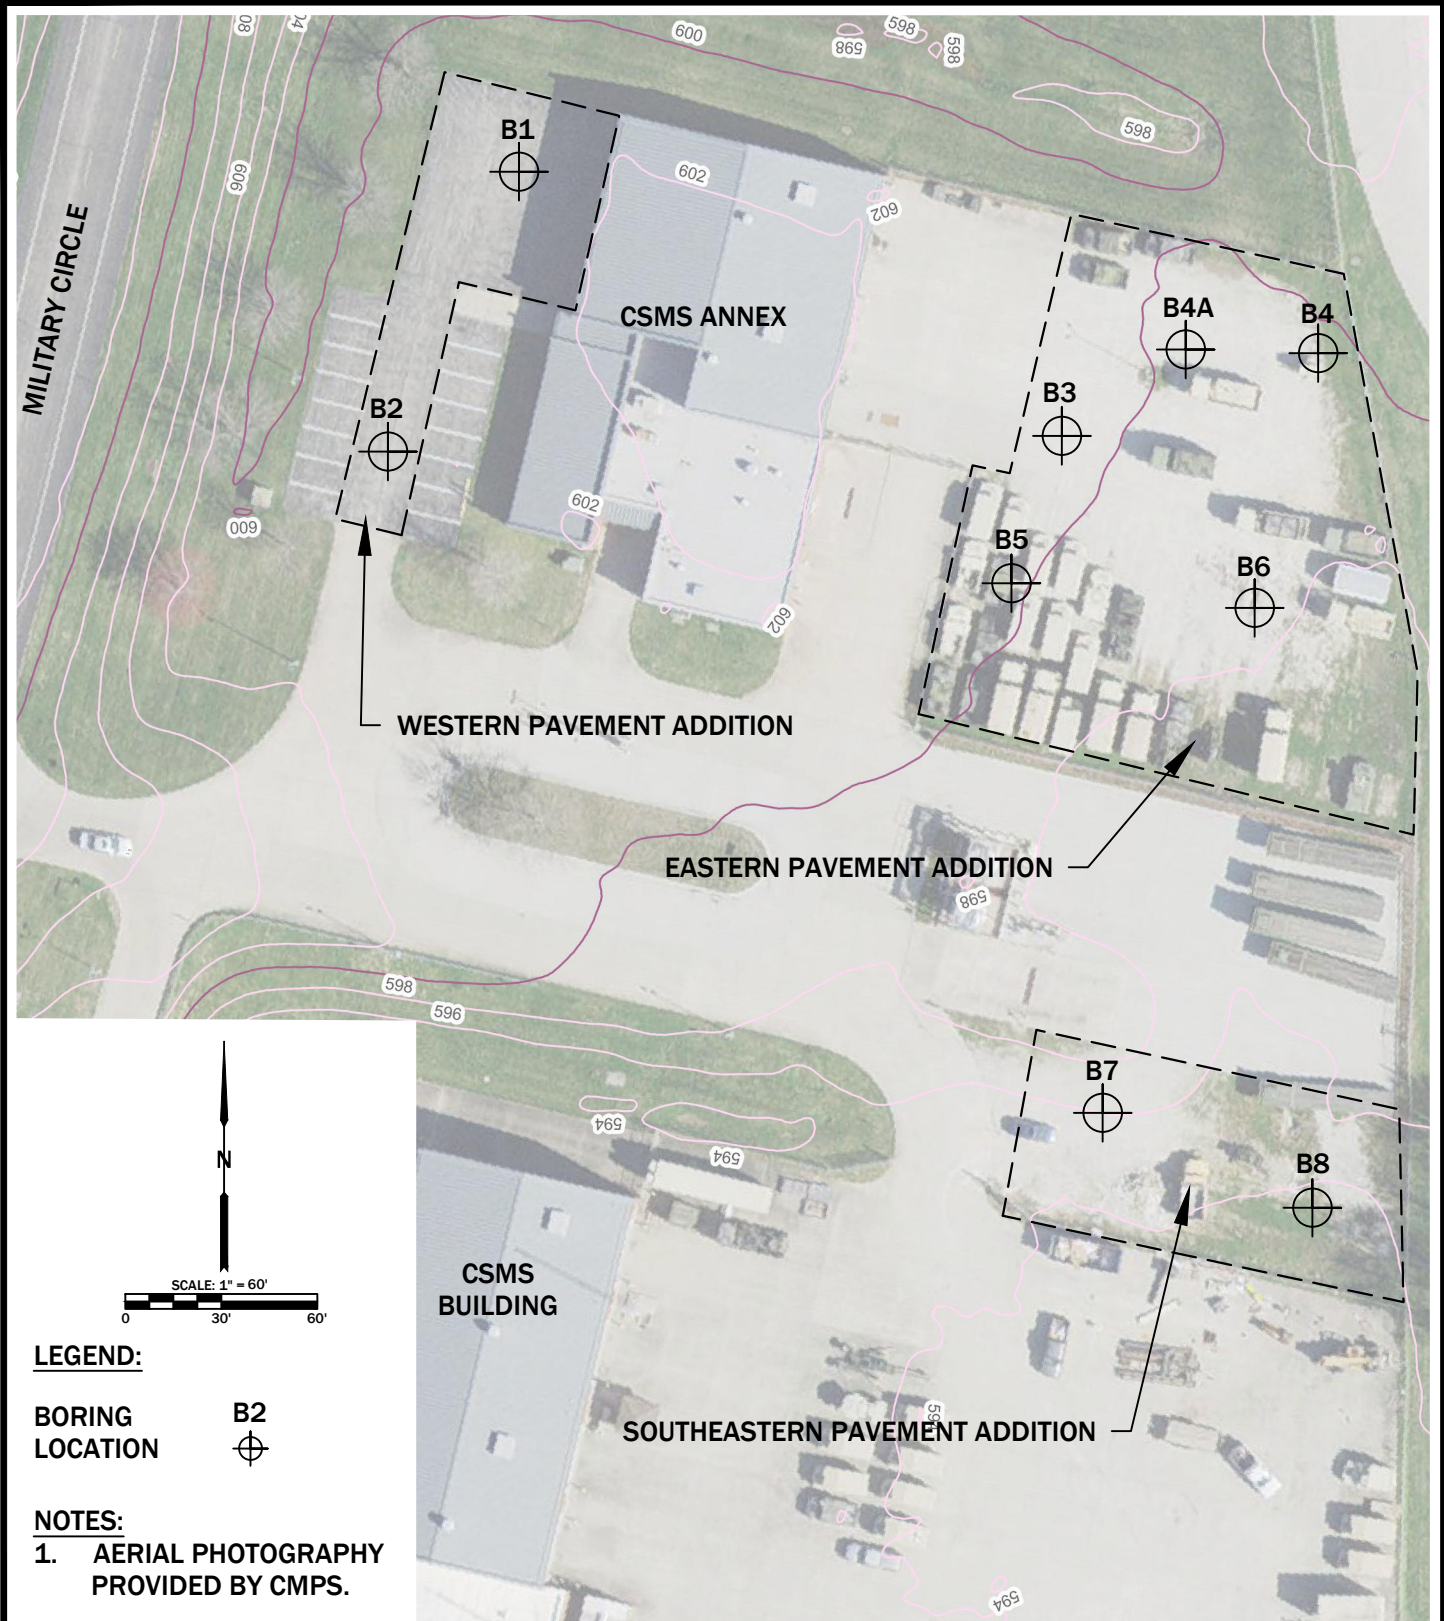 08
04
600
598
598
598
598
B1
602
602
606
MILITARY CIRCLE
CSMS ANNEX
B4A
B4
B3
B2
602
600
B5
B6
602
WESTERN PAVEMENT ADDITION
EASTERN PAVEMENT ADDITION
598
598
596
B7
594
594
B8
N
SCALE: 1" = 60'
0 30' 60'
CSMS
BUILDING
LEGEND:
BORING
LOCATION
B2
594
SOUTHEASTERN PAVEMENT ADDITION
NOTES:
1. AERIAL PHOTOGRAPHY
PROVIDED BY CMPS.
594